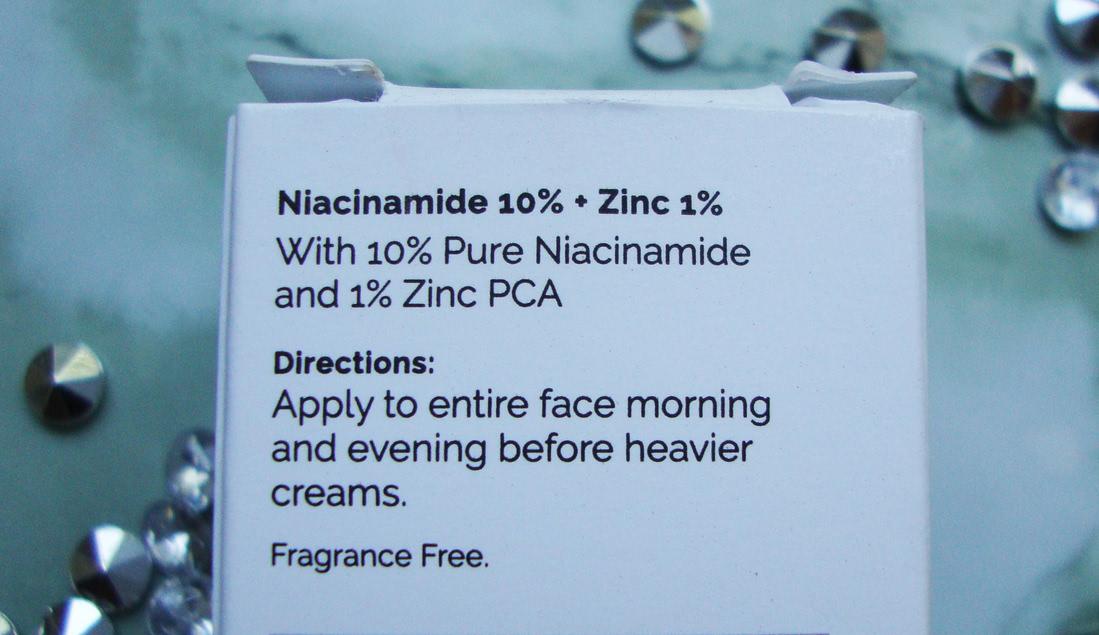 Niacinamide 10% + Zinc 1%
With 10% Pure Niacinamide
and 1% Zinc PCA
Directions:
Apply to entire face morning
and evening before heavier
creams.
Fragrance Free.